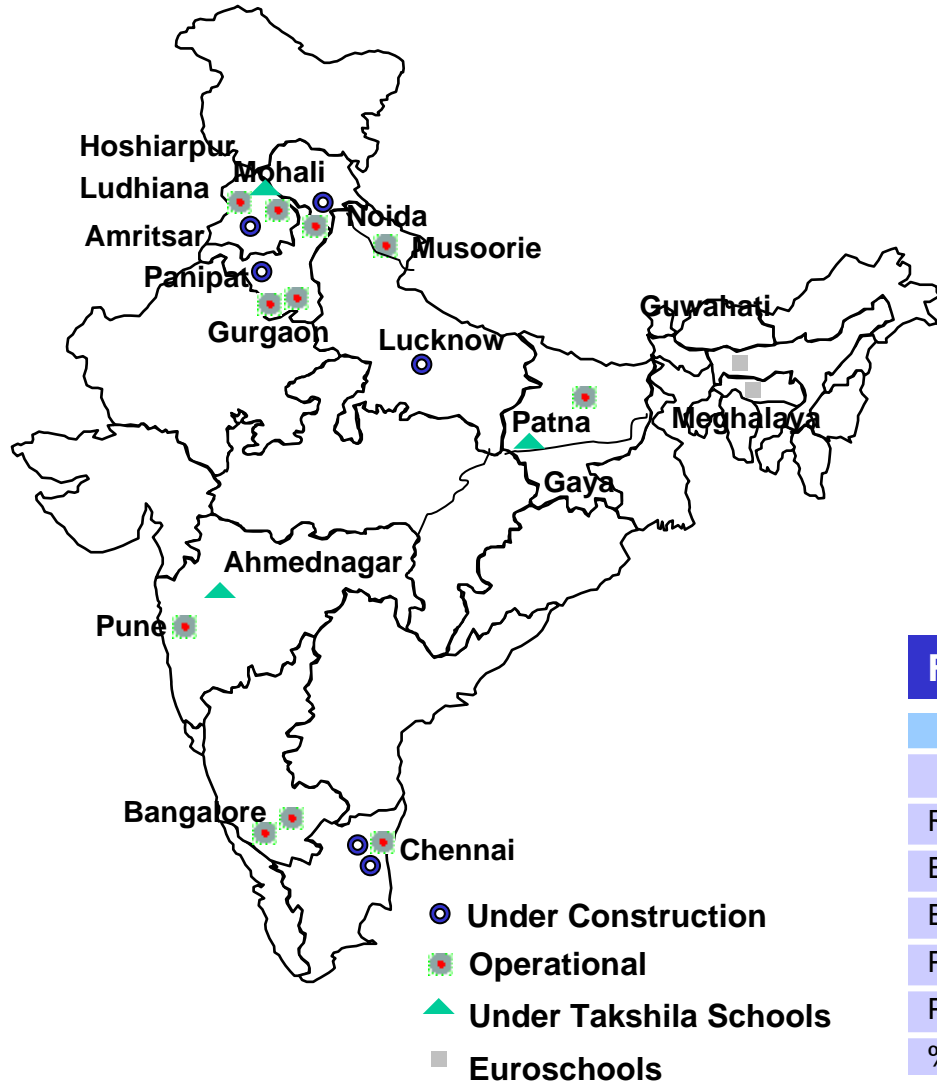 Hoshiarpur
Mohali
Ludhiana
Noida
Amritsar
Musoorie
Panipat
Guwahati
Gurgaon
Lucknow
Meghalaya
Patna
Gaya
Ahmednagar
Pune
Bangalore
Chennai
Under Construction
Operational
Under Takshila Schools
Euroschools
%